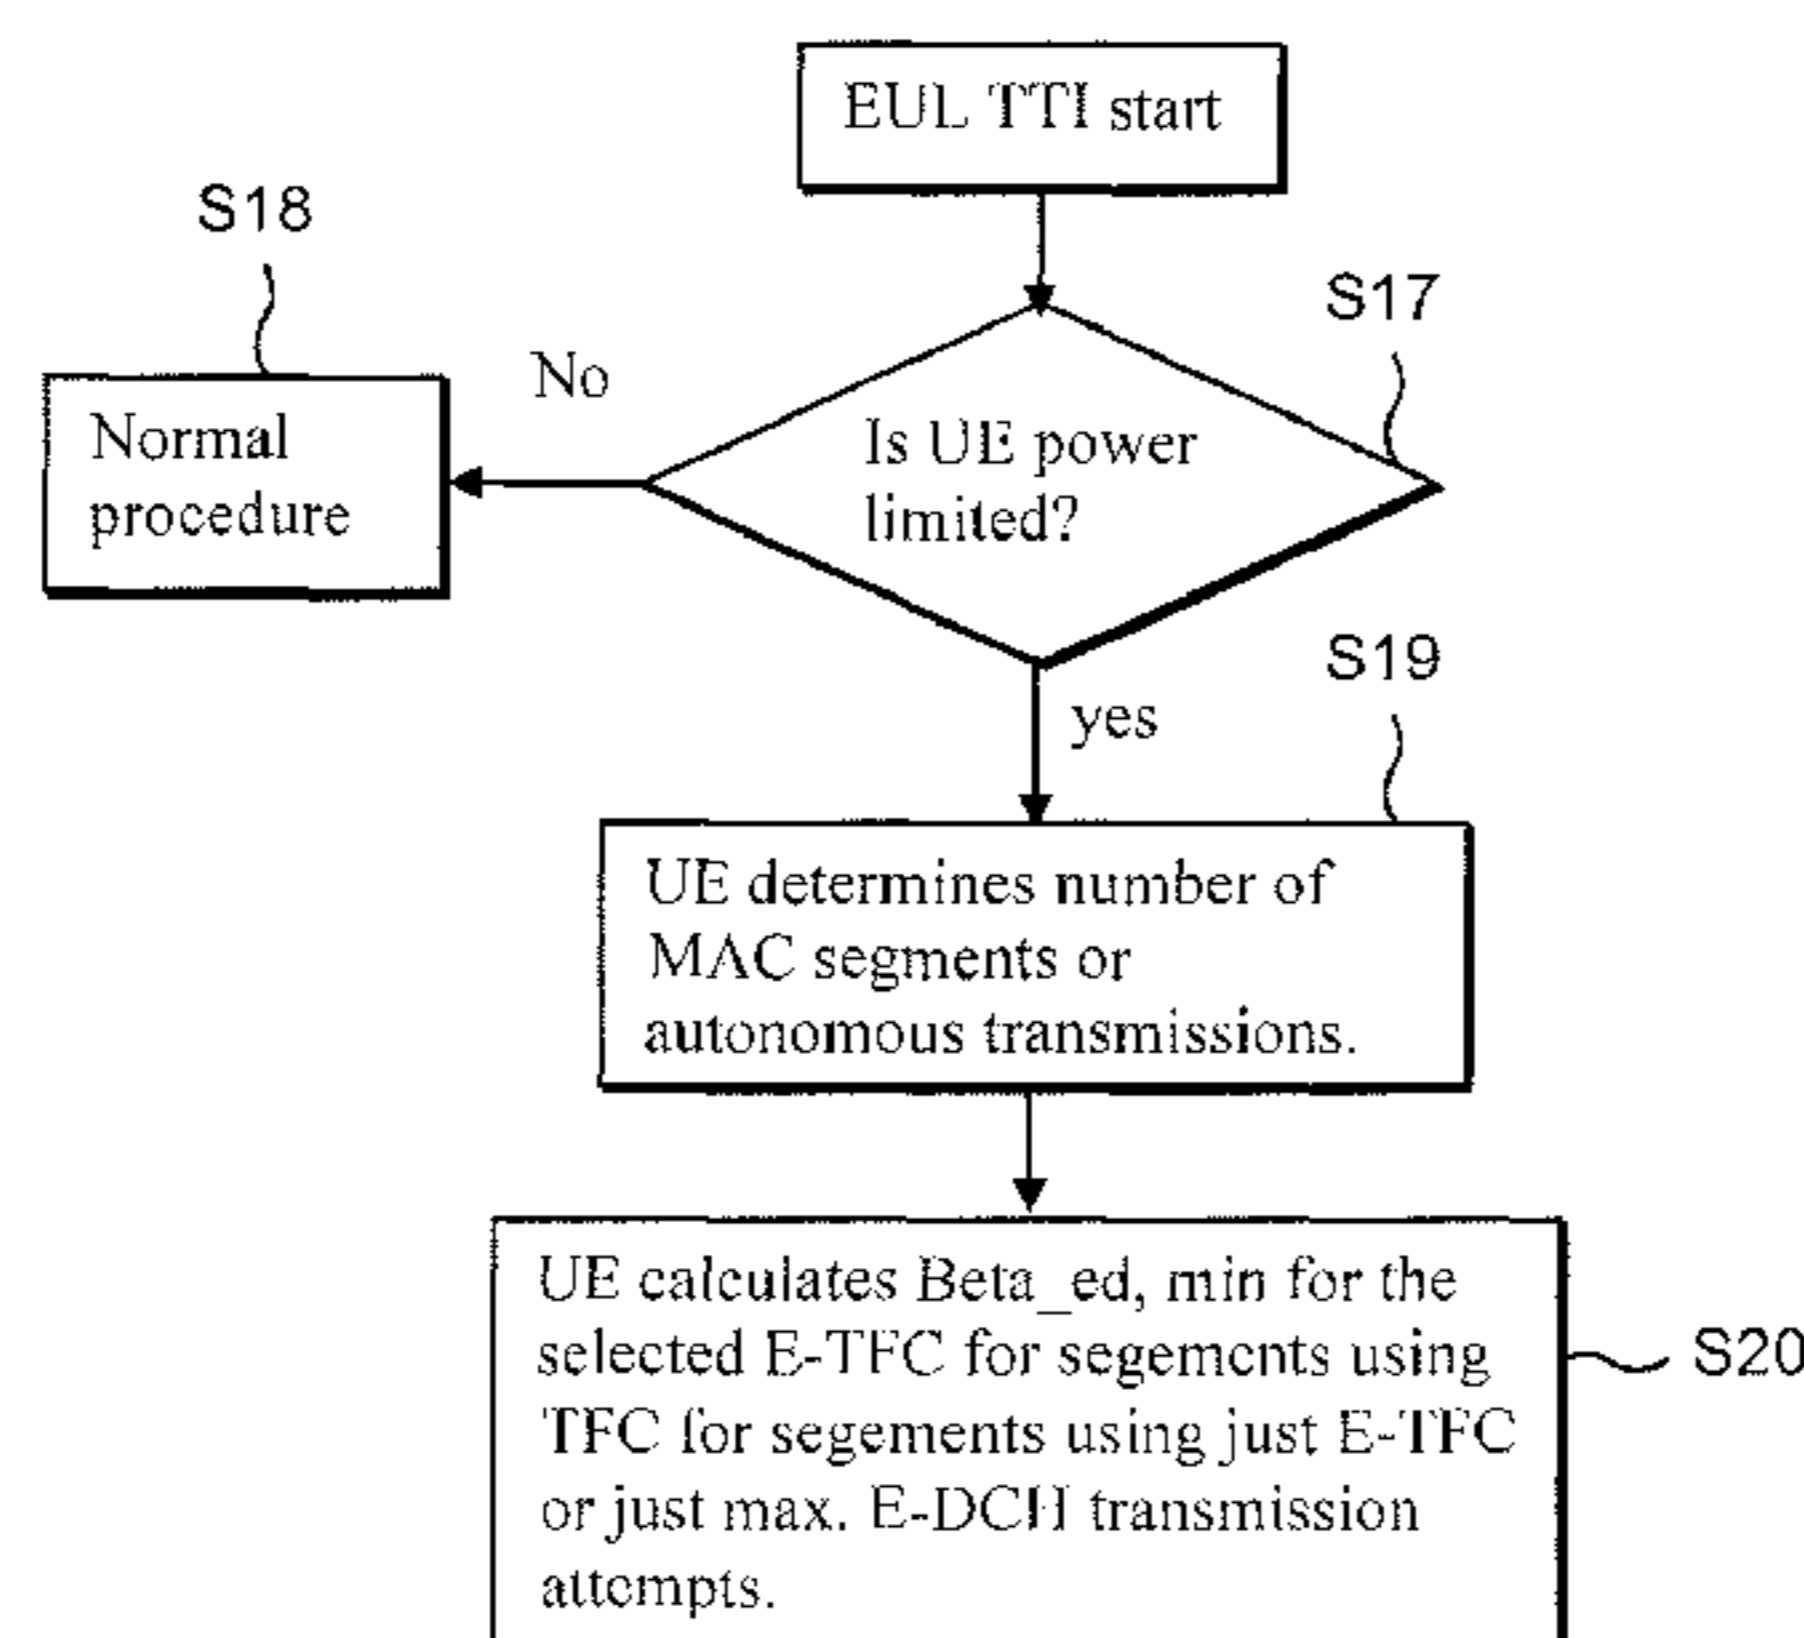 EUL TTI start
S18
S17
No
Normal
procedure
Is UE power
limited?
S19
yes
UE determines number of
MAC segments or
autonomous transmissions.
UE calculates Beta_ed, min for the
selected E-TFC for segements using
TFC for segements using just E-TFC
or just max. E-DCH transmission
attempts.
S20